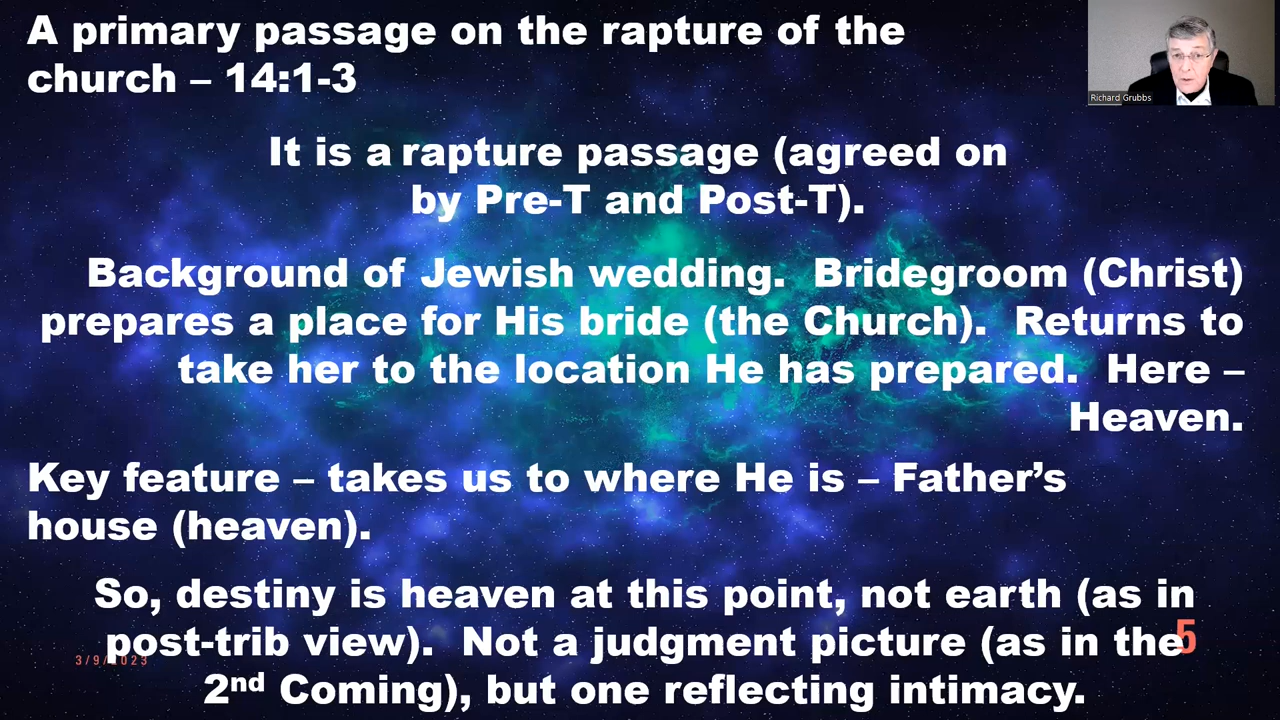 A primary passage on the rapture of the
church – 14:1-3
Richard Grubbs
It is a rapture passage (agreed on
by Pre-T and Post-T).
Background of Jewish wedding.  Bridegroom (Christ)
prepares a place for His bride (the Church).  Returns to
take her to the location He has prepared.  Here –
Heaven.
Key feature – takes us to where He is – Father’s
house (heaven).
So, destiny is heaven at this point, not earth (as in
post-trib view).  Not a judgment picture (as in the
2nd Coming), but one reflecting intimacy.
3/9/2023
5